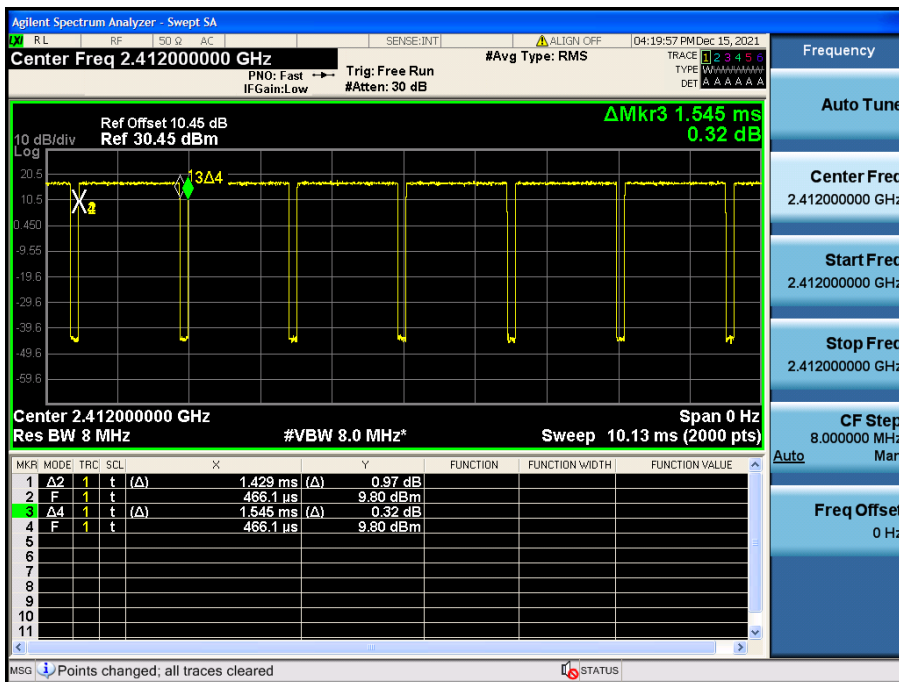 Agilent Spectrum Analyzer - Swept SA
LXI RL RF 50 Ω AC SENSE:INT ALIGN OFF 04:19:57 PM Dec 15, 2021
Center Freq 2.412000000 GHz #Avg Type: RMS TRACE 1 2 3 4 5 6
PNO: Fast Trig: Free Run TYPE W
IFGain:Low #Atten: 30 dB DET A A A A A A
ΔMkr3 1.545 ms
0.32 dB
Ref Offset 10.45 dB
10 dB/div Ref 30.45 dBm
Log
20.5
10.5
0.450
-9.55
-19.6
-29.6
-39.6
-49.6
-59.6
3Δ4
Center 2.412000000 GHz Span 0 Hz
Res BW 8 MHz #VBW 8.0 MHz* Sweep 10.13 ms (2000 pts)
MKR MODE TRC SCL X Y FUNCTION FUNCTION WIDTH FUNCTION VALUE
1 Δ2 1 t (Δ) 1.429 ms (Δ) 0.97 dB
2 F 1 t 466.1 µs 9.80 dBm
3 Δ4 1 t (Δ) 1.545 ms (Δ) 0.32 dB
4 F 1 t 466.1 µs 9.80 dBm
5
6
7
8
9
10
11
MSG Points changed; all traces cleared STATUS
Frequency
Auto Tune
Center Freq
2.412000000 GHz
Start Freq
2.412000000 GHz
Stop Freq
2.412000000 GHz
CF Step
8.000000 MHz
Auto Man
Freq Offset
0 Hz